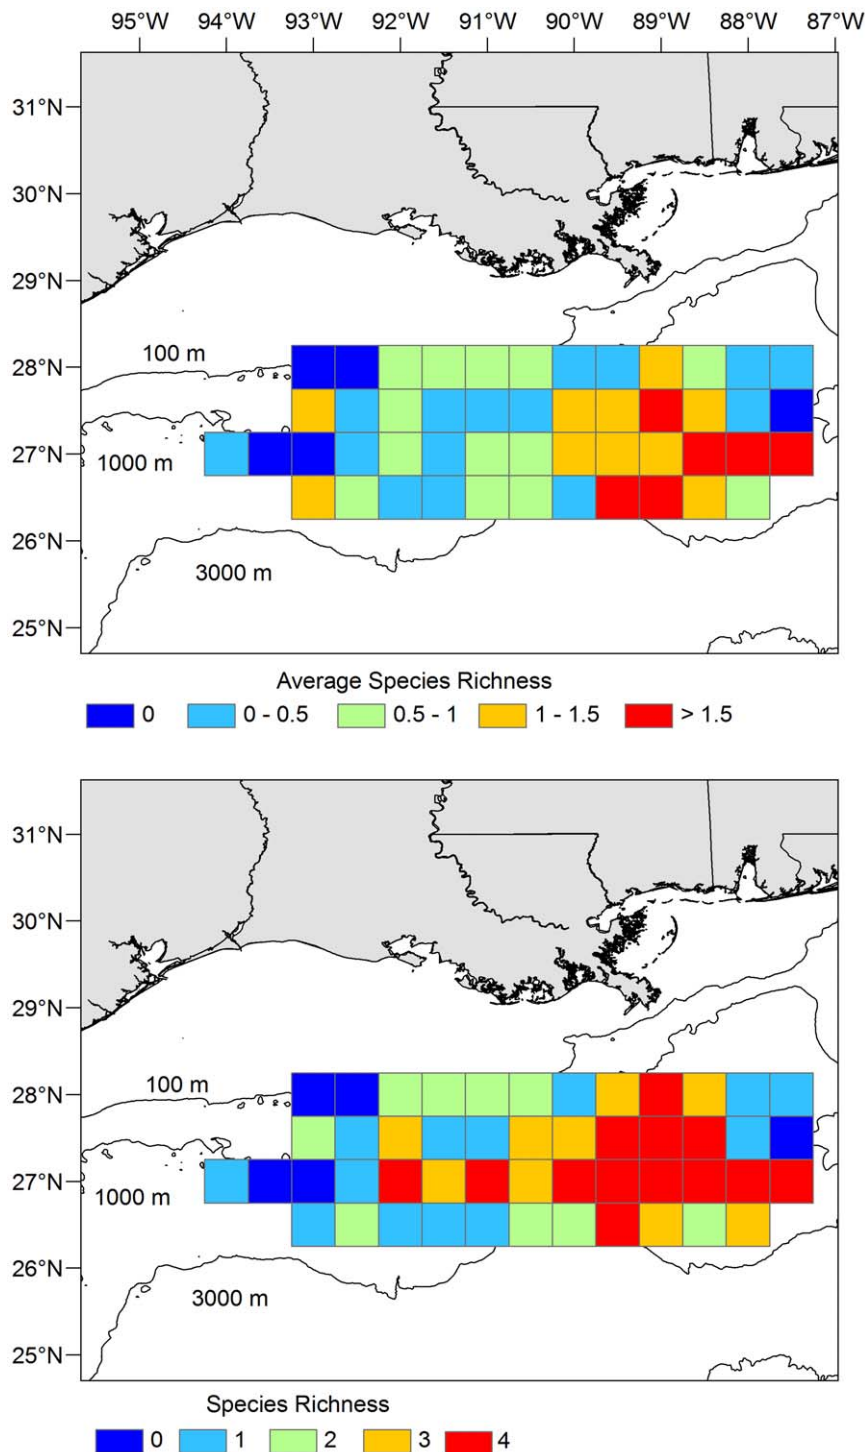 95°W 94°W 93°W 92°W 91°W 90°W 89°W 88°W 87°W
31°N
30°N
29°N
28°N
100 m
27°N
1000 m
26°N
3000 m
25°N
Average Species Richness
0 0 - 0.5 0.5 - 1 1 - 1.5 > 1.5
31°N
30°N
29°N
28°N
100 m
27°N
1000 m
26°N
3000 m
25°N
Species Richness
0 1 2 3 4